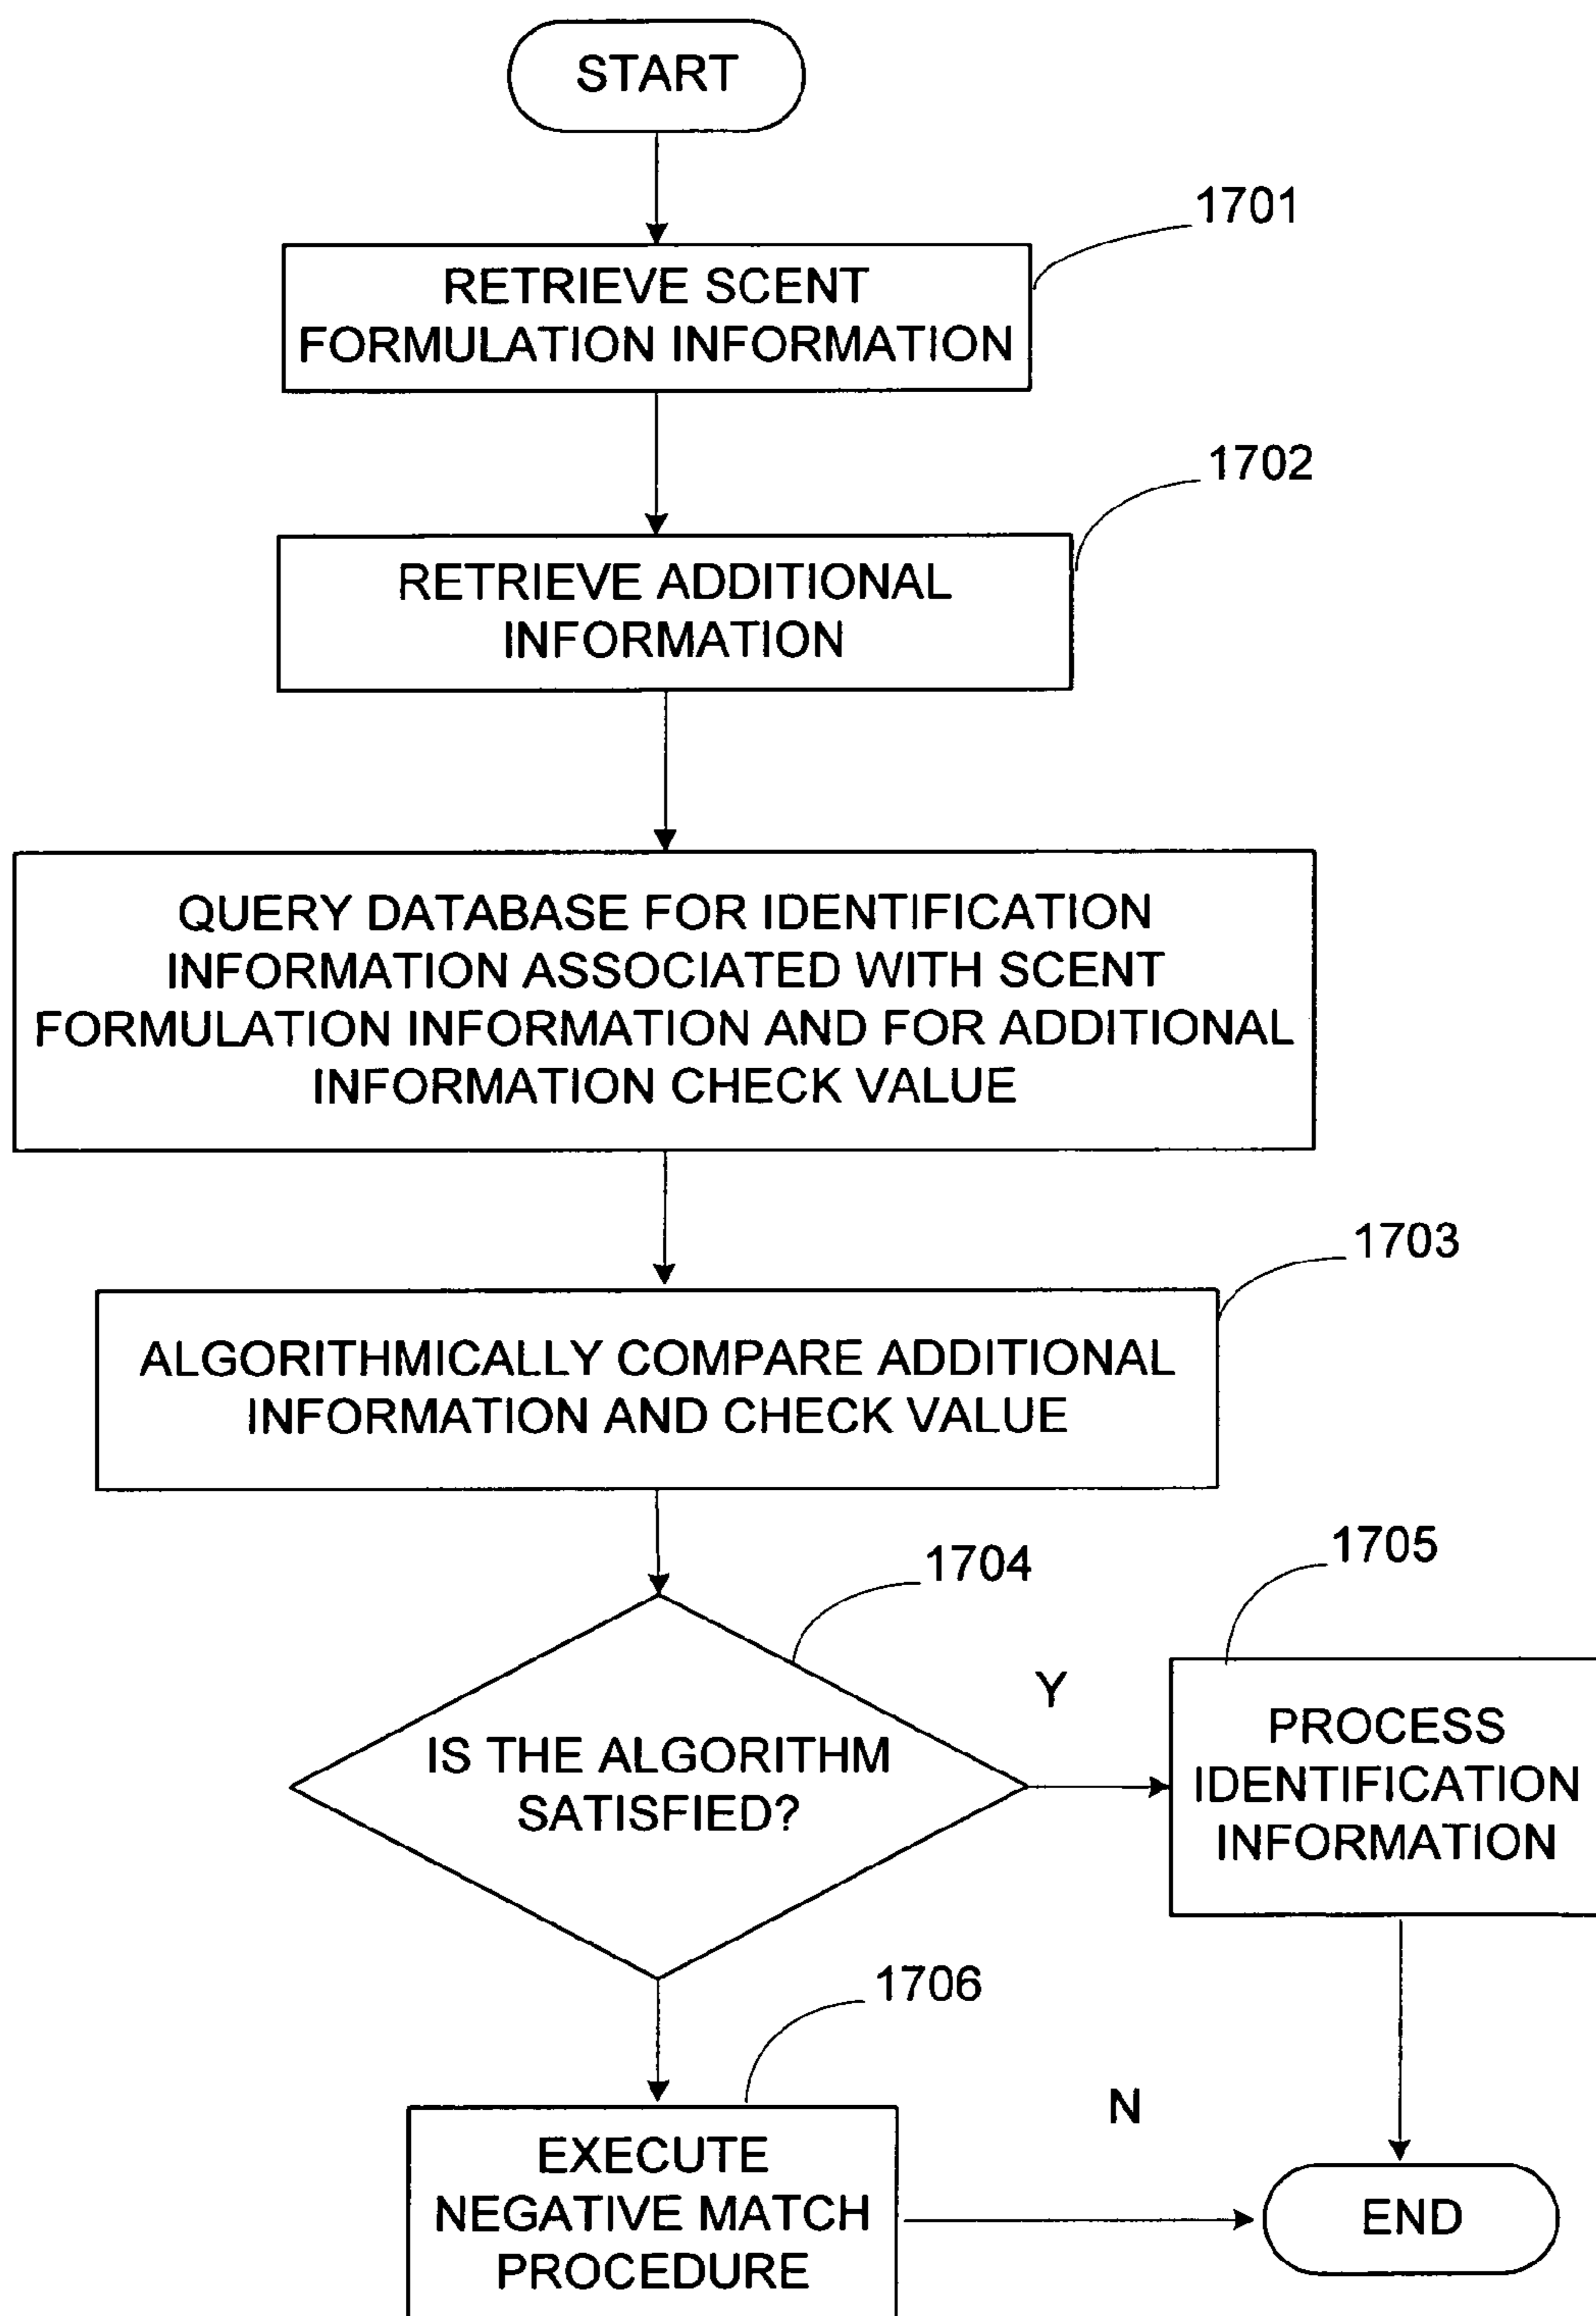 START
1701
RETRIEVE SCENT
FORMULATION INFORMATION
1702
RETRIEVE ADDITIONAL
INFORMATION
QUERY DATABASE FOR IDENTIFICATION
INFORMATION ASSOCIATED WITH SCENT
FORMULATION INFORMATION AND FOR ADDITIONAL
INFORMATION CHECK VALUE
1703
ALGORITHMICALLY COMPARE ADDITIONAL
INFORMATION AND CHECK VALUE
1704
IS THE ALGORITHM
SATISFIED?
Y
1705
PROCESS
IDENTIFICATION
INFORMATION
1706
EXECUTE
NEGATIVE MATCH
PROCEDURE
N
END